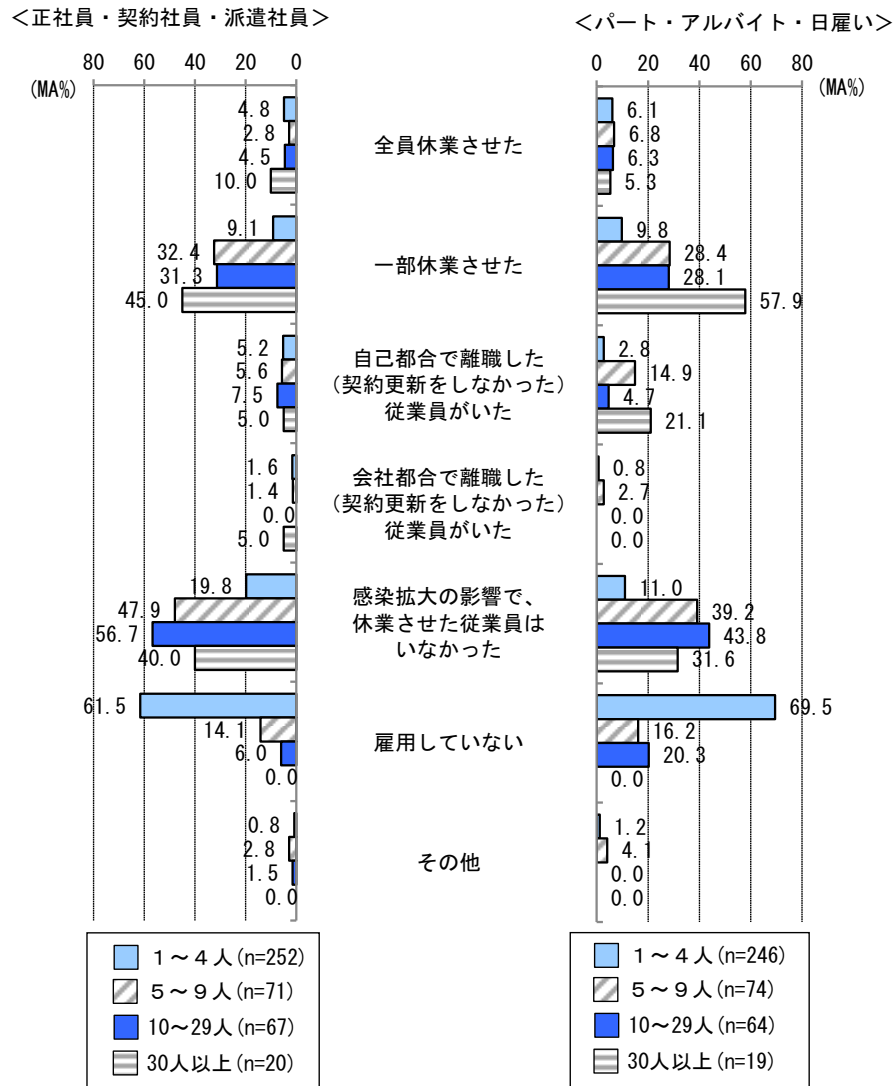 ＜正社員・契約社員・派遣社員＞
80 60 40 20 0
(MA%)
4.8
2.8
4.5
10.0
9.1
32.4
31.3
45.0
5.2
5.6
7.5
5.0
1.6
1.4
0.0
5.0
19.8
47.9
56.7
40.0
61.5
14.1
6.0
0.0
0.8
2.8
1.5
0.0
全員休業させた
一部休業させた
自己都合で離職した
（契約更新をしなかった）
従業員がいた
会社都合で離職した
（契約更新をしなかった）
従業員がいた
感染拡大の影響で、
休業させた従業員は
いなかった
雇用していない
その他
＜パート・アルバイト・日雇い＞
0 20 40 60 80
(MA%)
6.1
6.8
6.3
5.3
9.8
28.4
28.1
57.9
2.8
14.9
4.7
21.1
0.8
2.7
0.0
0.0
11.0
39.2
43.8
31.6
69.5
16.2
20.3
0.0
1.2
4.1
0.0
0.0
１～４人(n=252)
５～９人(n=71)
10～29人(n=67)
30人以上(n=20)
１～４人(n=246)
５～９人(n=74)
10～29人(n=64)
30人以上(n=19)